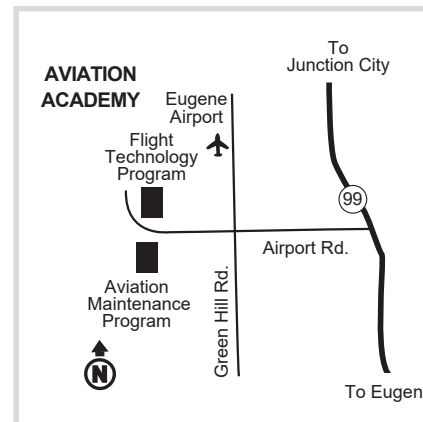 AVIATION
ACADEMY
Eugene
Airport
Flight
Technology
Program
To
Junction City
99
Airport Rd.
Green Hill Rd.
Aviation
Maintenance
Program
N
To Eugen